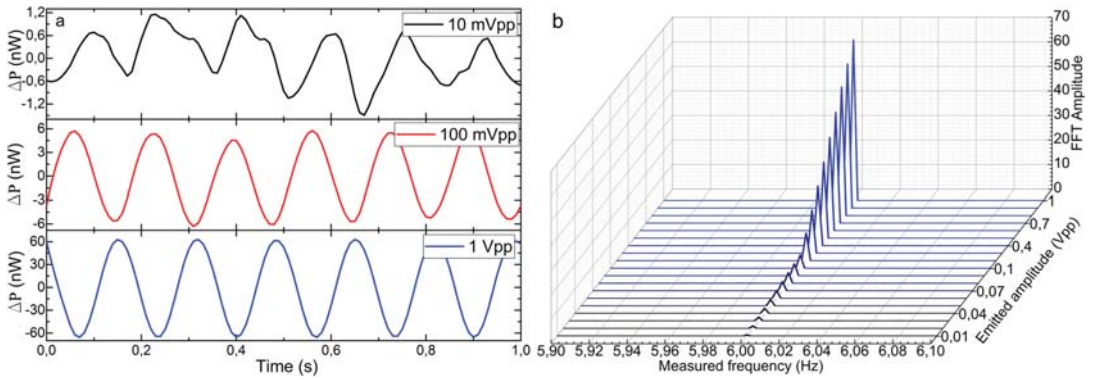 a
10 mVpp
1,2
0,6
0,0
-0,6
-1,2
ΔP (nW)
100 mVpp
6
3
0
-3
-6
ΔP (nW)
1 Vpp
60
30
0
-30
-60
ΔP (nW)
0,0 0,2 0,4 0,6 0,8 1,0
Time (s)
b
70
60
50
40
30
20
10
0
FFT Amplitude
1
0,7
0,4
0,1
0,07
0,04
0,01
Emitted amplitude (Vpp)
5,90 5,92 5,94 5,96 5,98 6,00 6,02 6,04 6,06 6,08 6,10
Measured frequency (Hz)